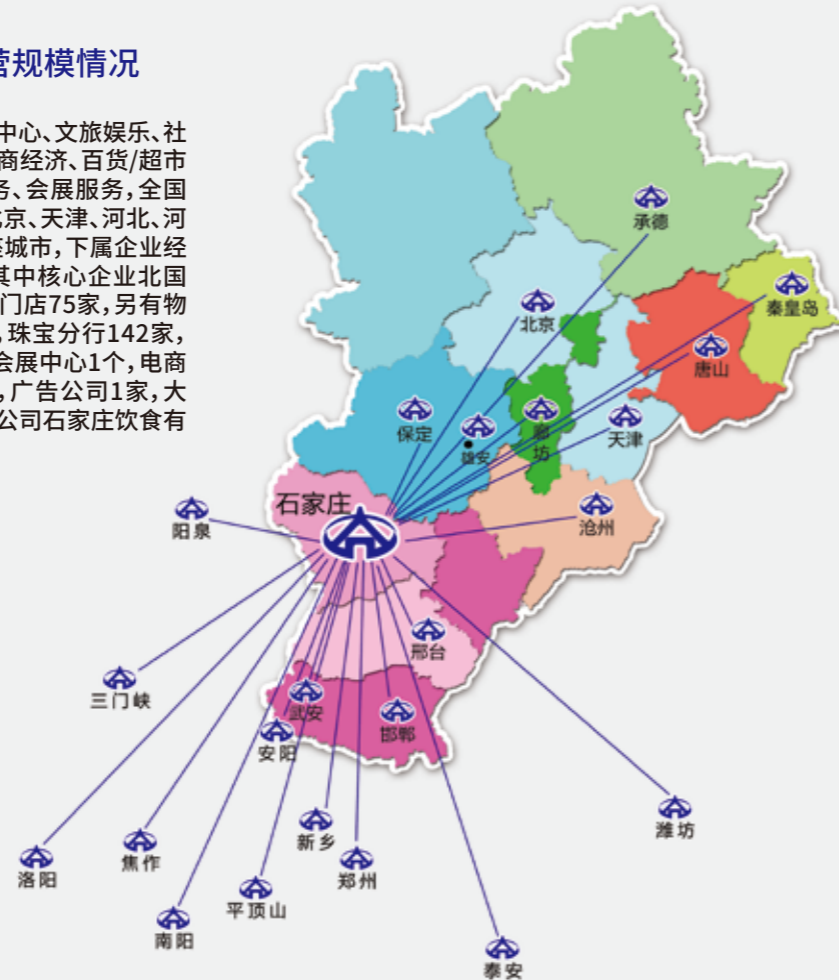 营规模情况
中心、文旅娱乐、社
商经济、百货/超市
务、会展服务,全国
北京、天津、河北、河
座城市,下属企业经
其中核心企业北国
门店75家,另有物
,珠宝分行142家,
会展中心1个,电商
,广告公司1家,大
公司石家庄饮食有
承德
秦皇岛
北京
唐山
保定
雄安
廊坊
天津
石家庄
沧州
阳泉
邢台
三门峡
武安
邯郸
安阳
潍坊
新乡
焦作
洛阳
郑州
平顶山
南阳
泰安